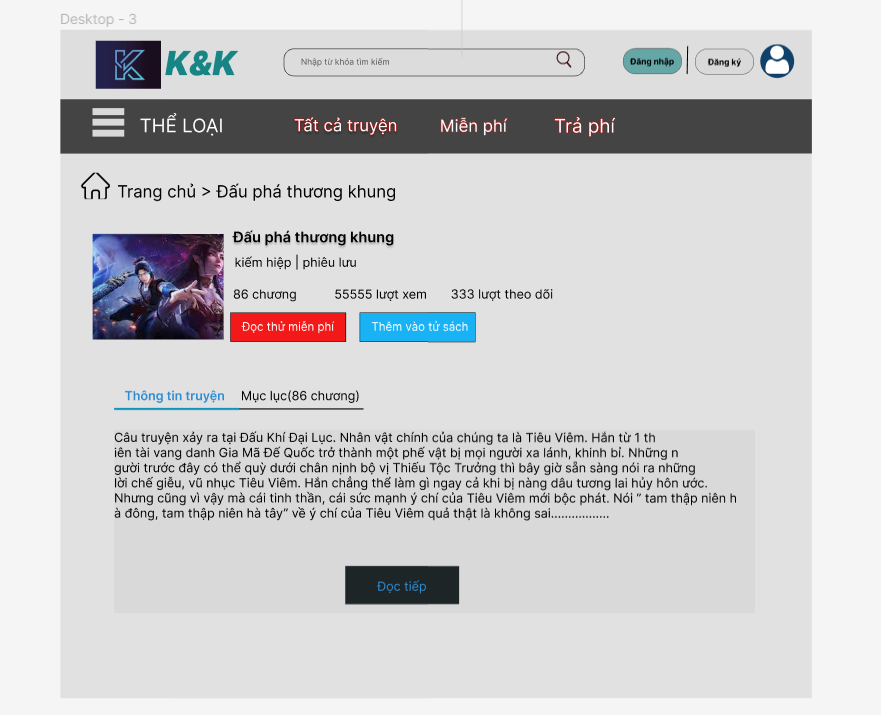 Desktop - 3
K&K
Nhập từ khóa tìm kiếm
Đăng nhập
Đăng ký
THỂ LOẠI
Tất cả truyện
Miễn phí
Trả phí
Trang chủ > Đấu phá thương khung
Đấu phá thương khung
kiếm hiệp | phiêu lưu
86 chương 55555 lượt xem 333 lượt theo dõi
Đọc thử miễn phí
Thêm vào tử sách
Thông tin truyện
Mục lục(86 chương)
Câu truyện xảy ra tại Đấu Khí Đại Lục. Nhân vật chính của chúng ta là Tiêu Viêm. Hắn từ 1 th
iên tài vang danh Gia Mã Đế Quốc trở thành một phế vật bị mọi người xa lánh, khinh bỉ. Những n
gười trước đây có thể quỳ dưới chân nịnh bộ vị Thiếu Tộc Trưởng thì bây giờ sẵn sàng nói ra những
lời chế giễu, vũ nhục Tiêu Viêm. Hắn chẳng thể làm gì ngay cả khi bị nàng dâu tương lai hủy hôn ước.
Nhưng cũng vì vậy mà cái tinh thần, cái sức mạnh ý chí của Tiêu Viêm mới bộc phát. Nói “ tam thập niên h
à đông, tam thập niên hà tây” về ý chí của Tiêu Viêm quả thật là không sai.................
Đọc tiếp